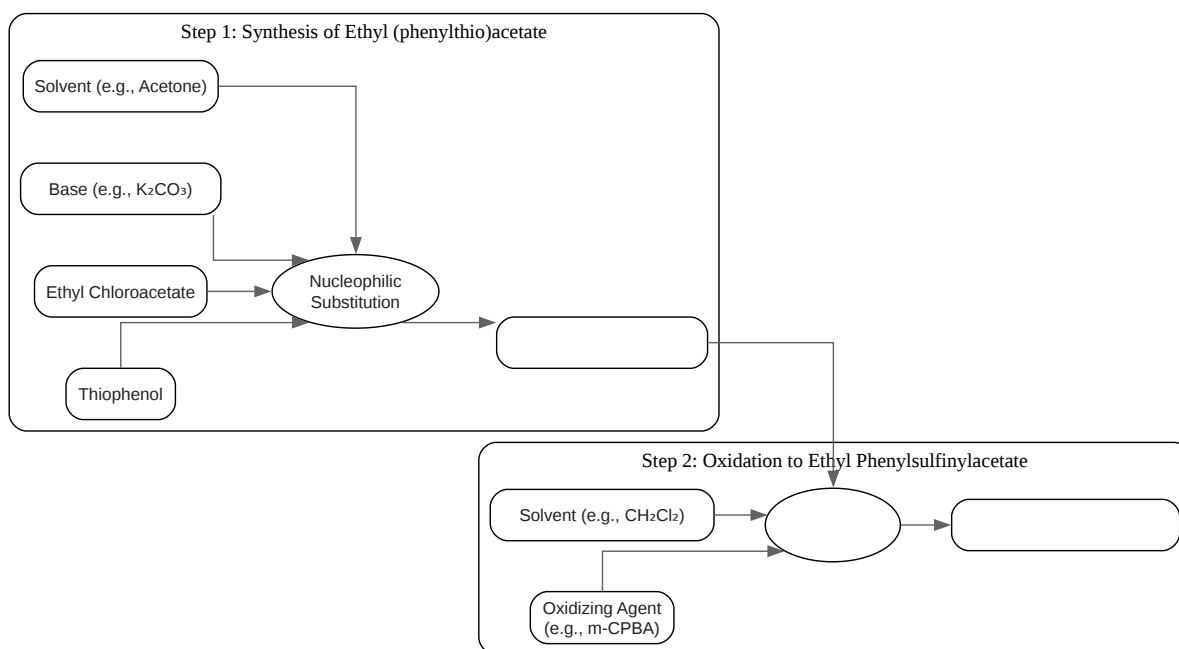 Step 1: Synthesis of Ethyl (phenylthio)acetate
Solvent (e.g., Acetone)
Base (e.g., K₂CO₃)
Ethyl Chloroacetate
Nucleophilic
Substitution
Thiophenol
Step 2: Oxidation to Ethyl Phenylsulfinylacetate
Solvent (e.g., CH₂Cl₂)
Oxidizing Agent
(e.g., m-CPBA)